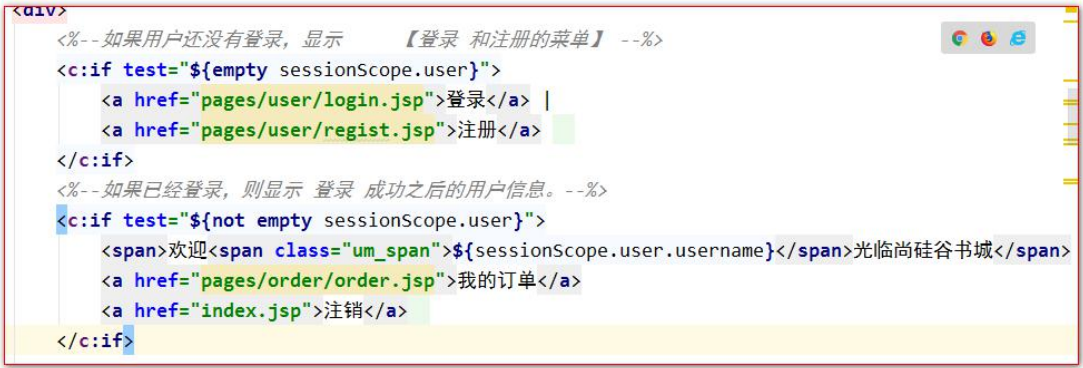 <div>
<%--如果用户还没有登录，显示 【登录 和注册的菜单】 --%>
<c:if test="${empty sessionScope.user}">
<a href="pages/user/login.jsp">登录</a> |
<a href="pages/user/regist.jsp">注册</a>
</c:if>
<%--如果已经登录，则显示 登录 成功之后的用户信息。--%>
<c:if test="${not empty sessionScope.user}">
<span>欢迎<span class="um_span">${sessionScope.user.username}</span>光临尚硅谷书城</span>
<a href="pages/order/order.jsp">我的订单</a>
<a href="index.jsp">注销</a>
</c:if>